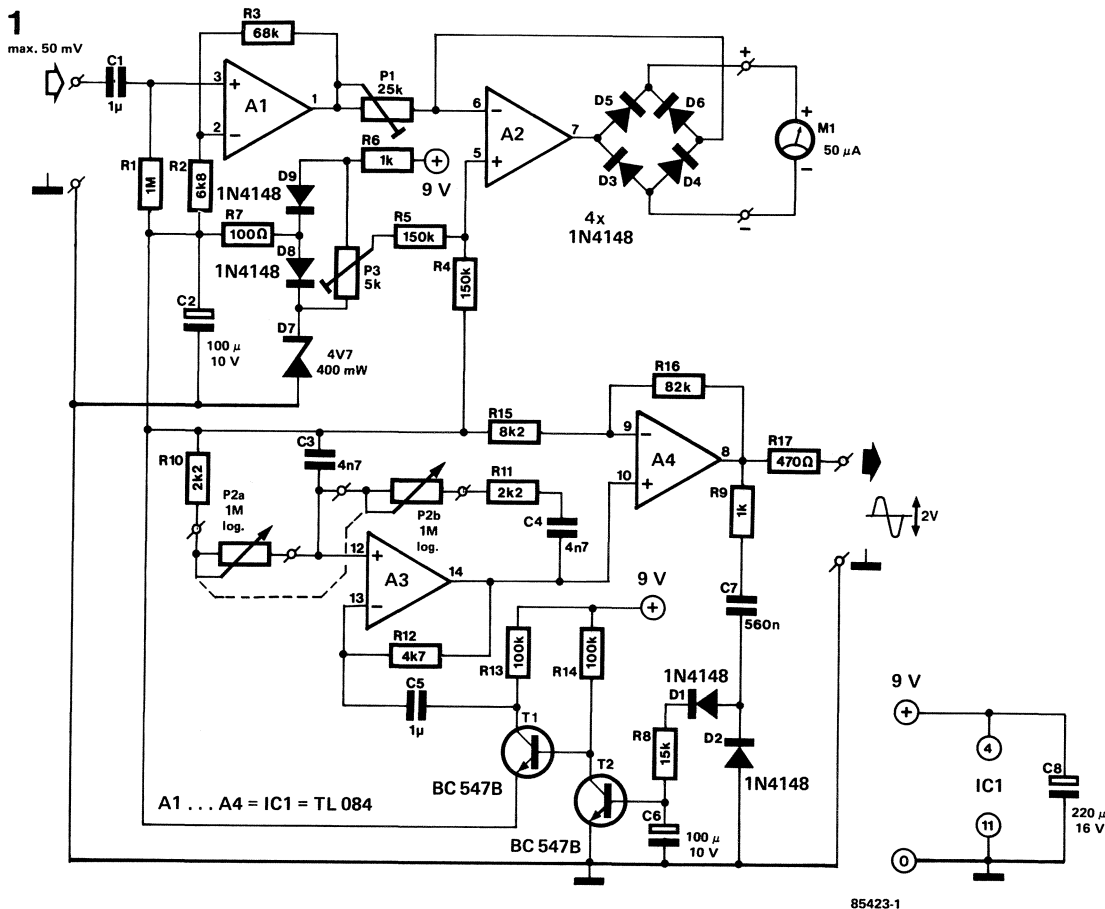 1
max. 50 mV
C1
1µ
R3
68k
3
+
A1
1
2
−
P1
25k
R1
1M
R2
6k8
R6
1k
+
9 V
D9
1N4148
R7
100Ω
D8
1N4148
P3
5k
R5
150k
R4
150k
C2
100 µ
10 V
D7
4V7
400 mW
6
−
A2
7
5
+
D5
D6
D3
D4
4x
1N4148
+
+
M1
50 µA
−
−
R16
82k
R15
8k2
9
−
A4
8
10
+
R17
470Ω
R9
1k
2V
R10
2k2
C3
4n7
P2a
1M
log.
P2b
1M
log.
R11
2k2
C4
4n7
12
+
A3
14
13
−
R12
4k7
C5
1µ
9 V
+
R13
100k
R14
100k
T1
BC 547B
T2
BC 547B
C7
560n
1N4148
D1
R8
15k
D2
1N4148
C6
100 µ
10 V
A1 . . . A4 = IC1 = TL 084
9 V
+
4
IC1
11
0
C8
220 µ
16 V
85423-1